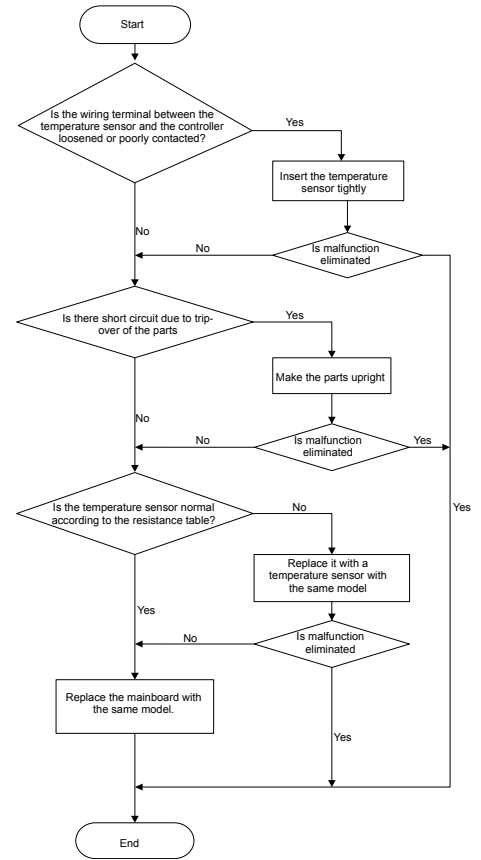 Start
Is the wiring terminal between the
temperature sensor and the controller
loosened or poorly contacted?
Yes
Insert the temperature
sensor tightly
No
No
Is malfunction
eliminated
Is there short circuit due to trip-
over of the parts
Yes
Make the parts upright
No
No
Is malfunction
eliminated
Yes
Is the temperature sensor normal
according to the resistance table?
No
Yes
Replace it with a
temperature sensor with
the same model
Yes
No
Is malfunction
eliminated
Replace the mainboard with
the same model.
Yes
End